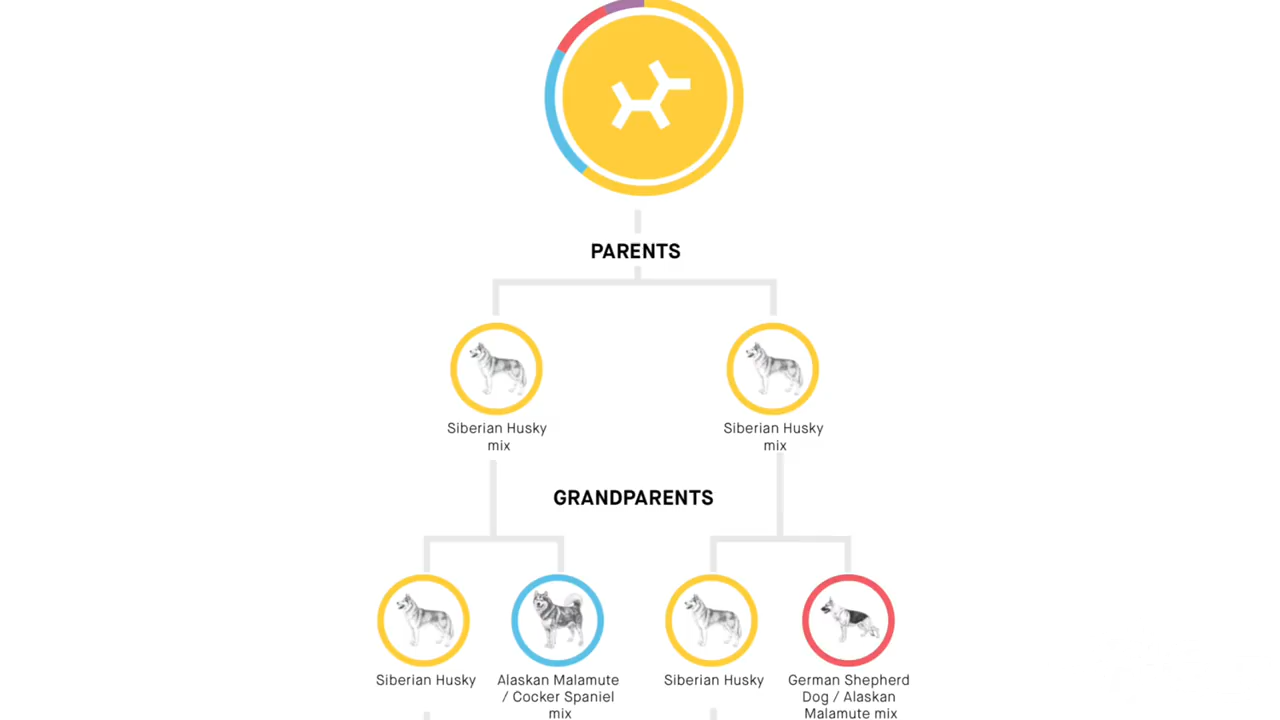 PARENTS
Siberian Husky
mix
Siberian Husky
mix
GRANDPARENTS
Siberian Husky
Alaskan Malamute
/ Cocker Spaniel
mix
Siberian Husky
German Shepherd
Dog / Alaskan
Malamute mix